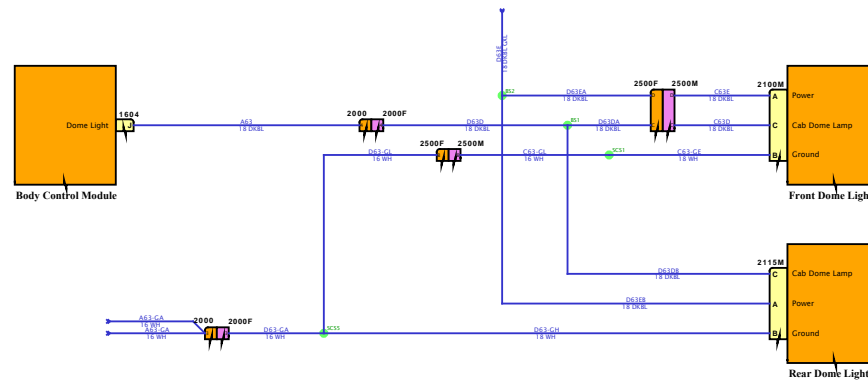 D63E
18 DKBL GXL
BS2
D63EA
18 DKBL
2500F 2500M
C63E
18 DKBL
2100M
A Power
1604
Dome Light J
A63
18 DKBL
2000 2000F
D63D
18 DKBL
BS1
D63DA
18 DKBL
C63D
18 DKBL
C Cab Dome Lamp
D63-GL
16 WH
2500F 2500M
C63-GL
16 WH
SCS1
C63-GE
18 WH
B Ground
Body Control Module
Front Dome Ligh
2115M
D63DB
18 DKBL
C Cab Dome Lamp
D63EB
18 DKBL
A Power
A63-GA
16 WH
A63-GA
16 WH
2000 2000F
D63-GA
16 WH
SCS5
D63-GH
18 WH
B Ground
Rear Dome Light